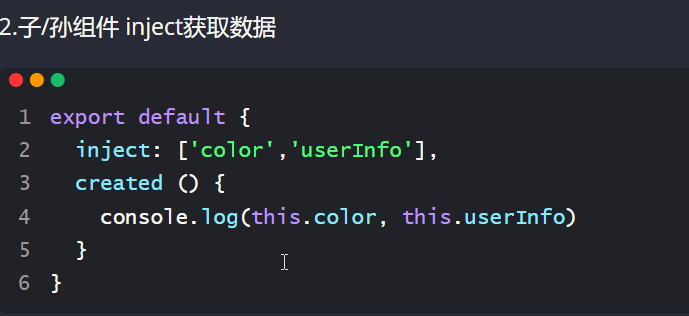 2.子/孙组件 inject获取数据
1 export default {
2   inject: ['color','userInfo'],
3   created () {
4     console.log(this.color, this.userInfo)
5   }
6 }